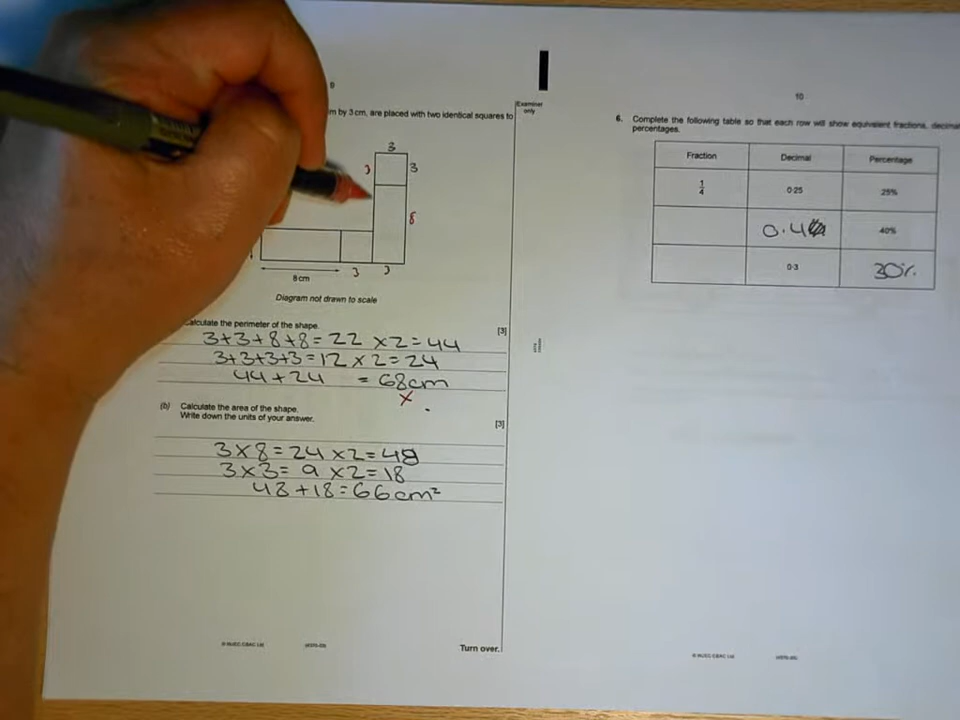 m by 3 cm, are placed with two identical squares to
Examiner
only
3
3
8
8 cm
3
3
Diagram not drawn to scale
alculate the perimeter of the shape.
[3]
3+3+8+8=22 x2=44
3+3+3+3=12 x2=24
44+24 =68cm
x
(b) Calculate the area of the shape.
Write down the units of your answer.
[3]
3x8=24 x2=48
3x3=9 x2=18
48+18=66cm²
Turn over.
10
6. Complete the following table so that each row will show equivalent fractions, decima
percentages.
Fraction Decimal Percentage
1/4 0·25 25%
0.4 40%
0·3 30%